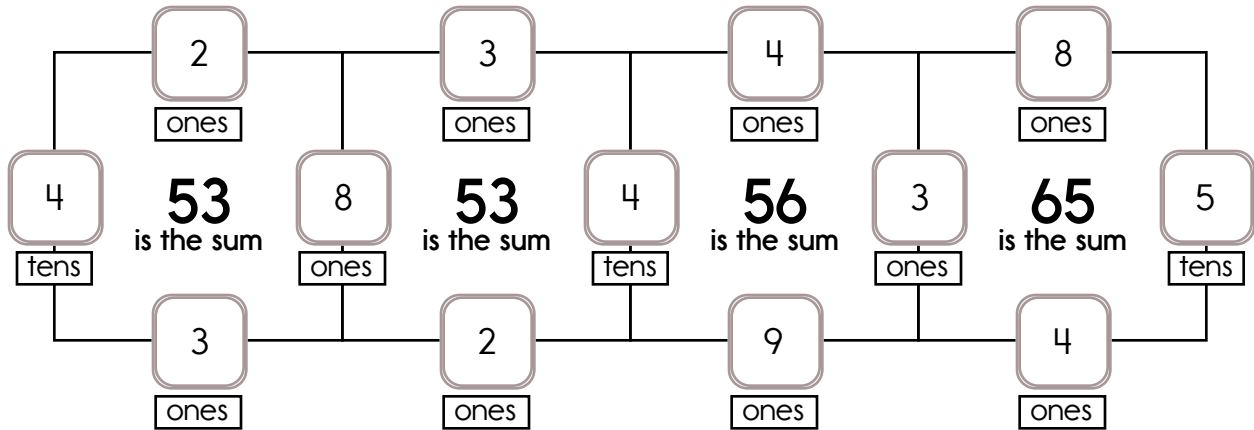 2
3
4
8
ones
ones
ones
ones
4
53
is the sum
8
53
is the sum
4
56
is the sum
3
65
is the sum
5
tens
ones
tens
ones
tens
3
2
9
4
ones
ones
ones
ones